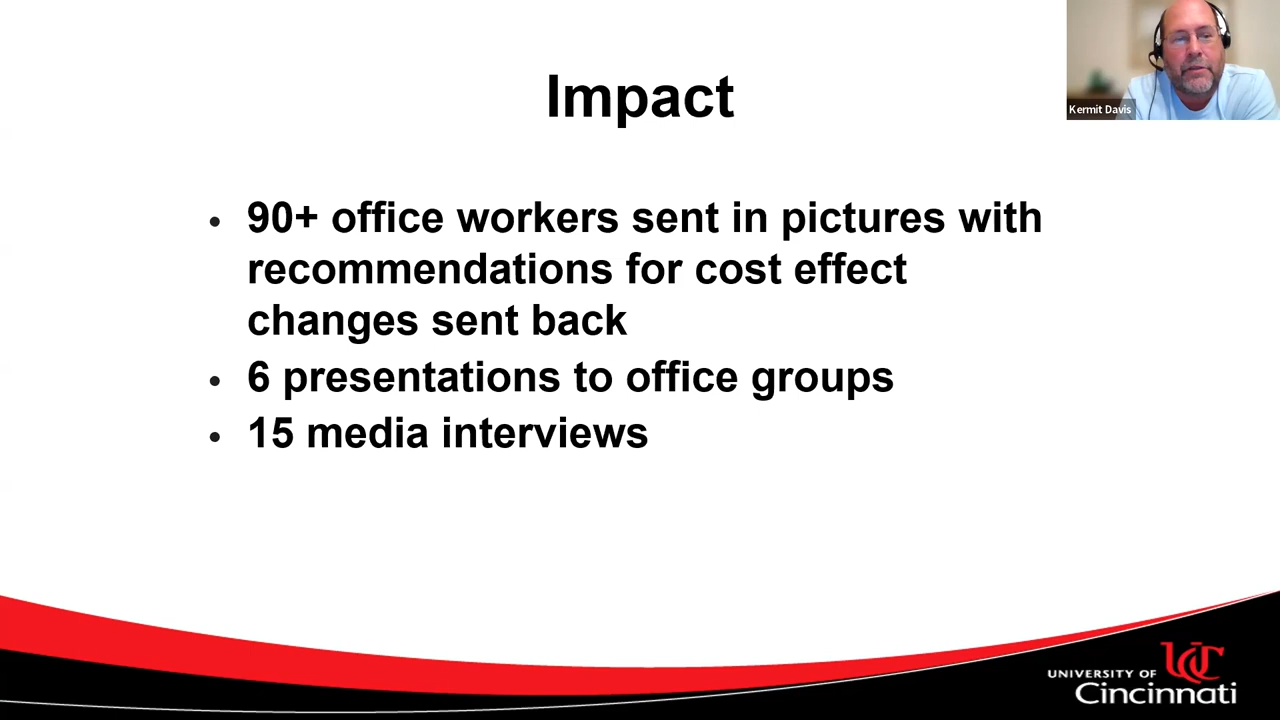 Impact
Kermit Davis
• 90+ office workers sent in pictures with
recommendations for cost effect
changes sent back
• 6 presentations to office groups
• 15 media interviews
UC
UNIVERSITY OF
Cincinnati